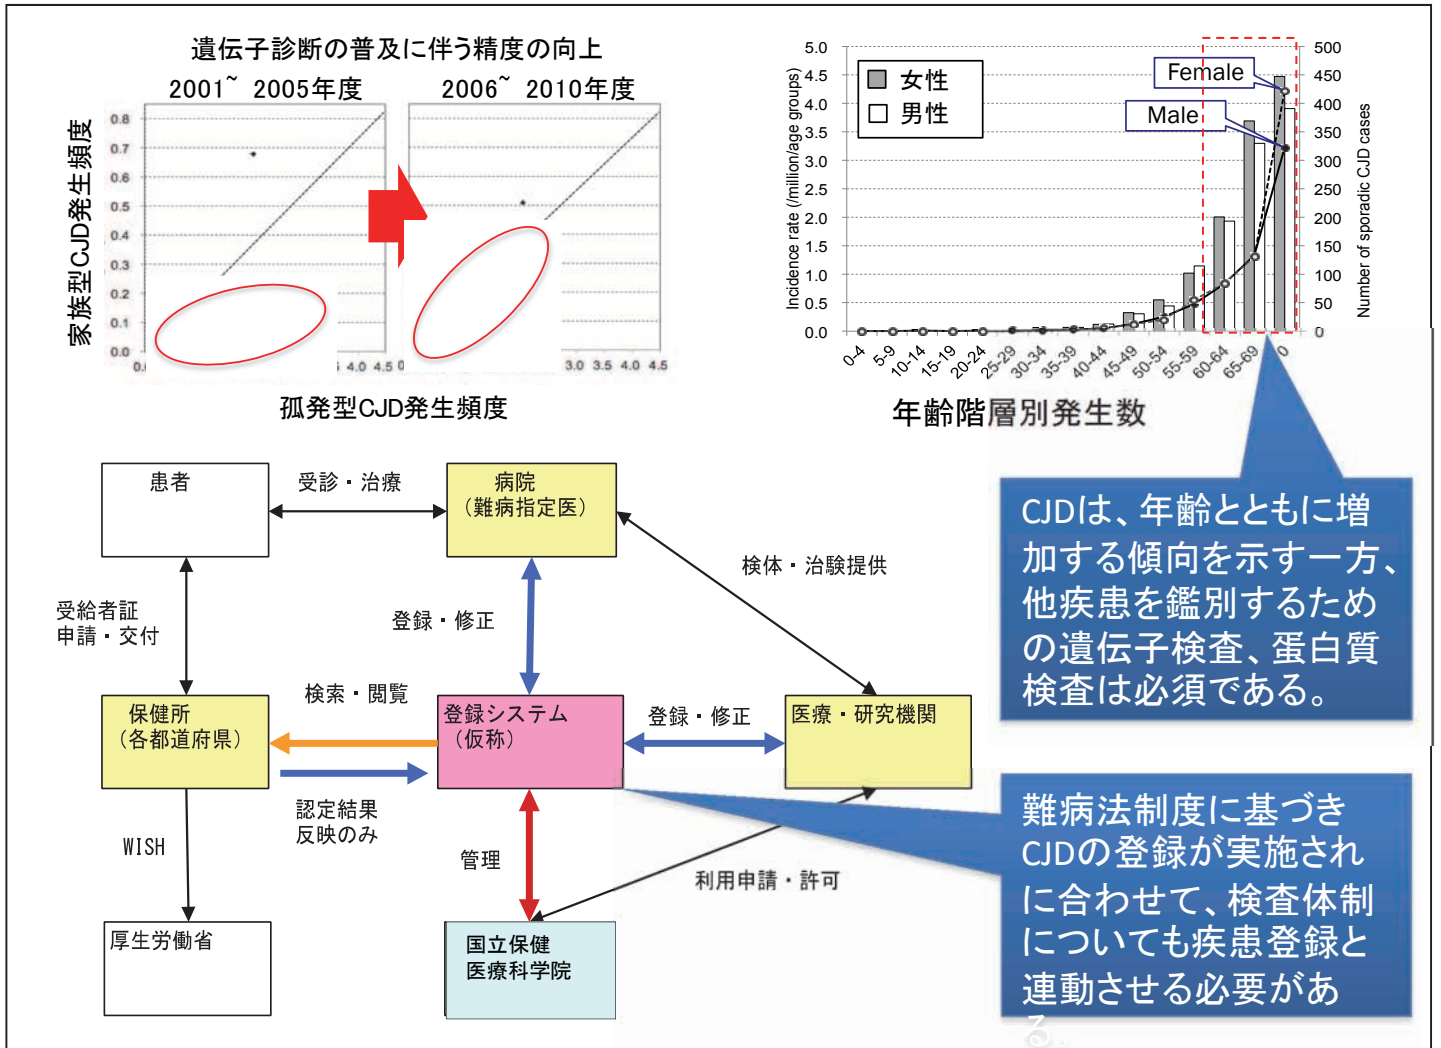 遺伝子診断の普及に伴う精度の向上
2001~ 2005年度
2006~ 2010年度
家族型CJD発生頻度
0.8
0.7
0.6
0.5
0.4
0.3
0.2
0.1
0.0
4.0 4.5
3.0 3.5 4.0 4.5
孤発型CJD発生頻度
Incidence rate (/million/age groups)
5.0
4.5
4.0
3.5
3.0
2.5
2.0
1.5
1.0
0.5
0.0
女性
男性
Female
Male
500
450
400
350
300
250
200
150
100
50
0
Number of sporadic CJD cases
0-4
5-9
10-14
15-19
20-24
25-29
30-34
35-39
40-44
45-49
50-54
55-59
60-64
65-69
年齢階層別発生数
患者
受診・治療
病院
（難病指定医）
検体・治験提供
受給者証
申請・交付
登録・修正
保健所
（各都道府県）
検索・閲覧
登録システム
（仮称）
登録・修正
医療・研究機関
認定結果
反映のみ
WISH
管理
利用申請・許可
厚生労働省
国立保健
医療科学院
CJDは、年齢とともに増
加する傾向を示す一方、
他疾患を鑑別するため
の遺伝子検査、蛋白質
検査は必須である。
難病法制度に基づき
CJDの登録が実施され
に合わせて、検査体制
についても疾患登録と
連動させる必要があ
る。